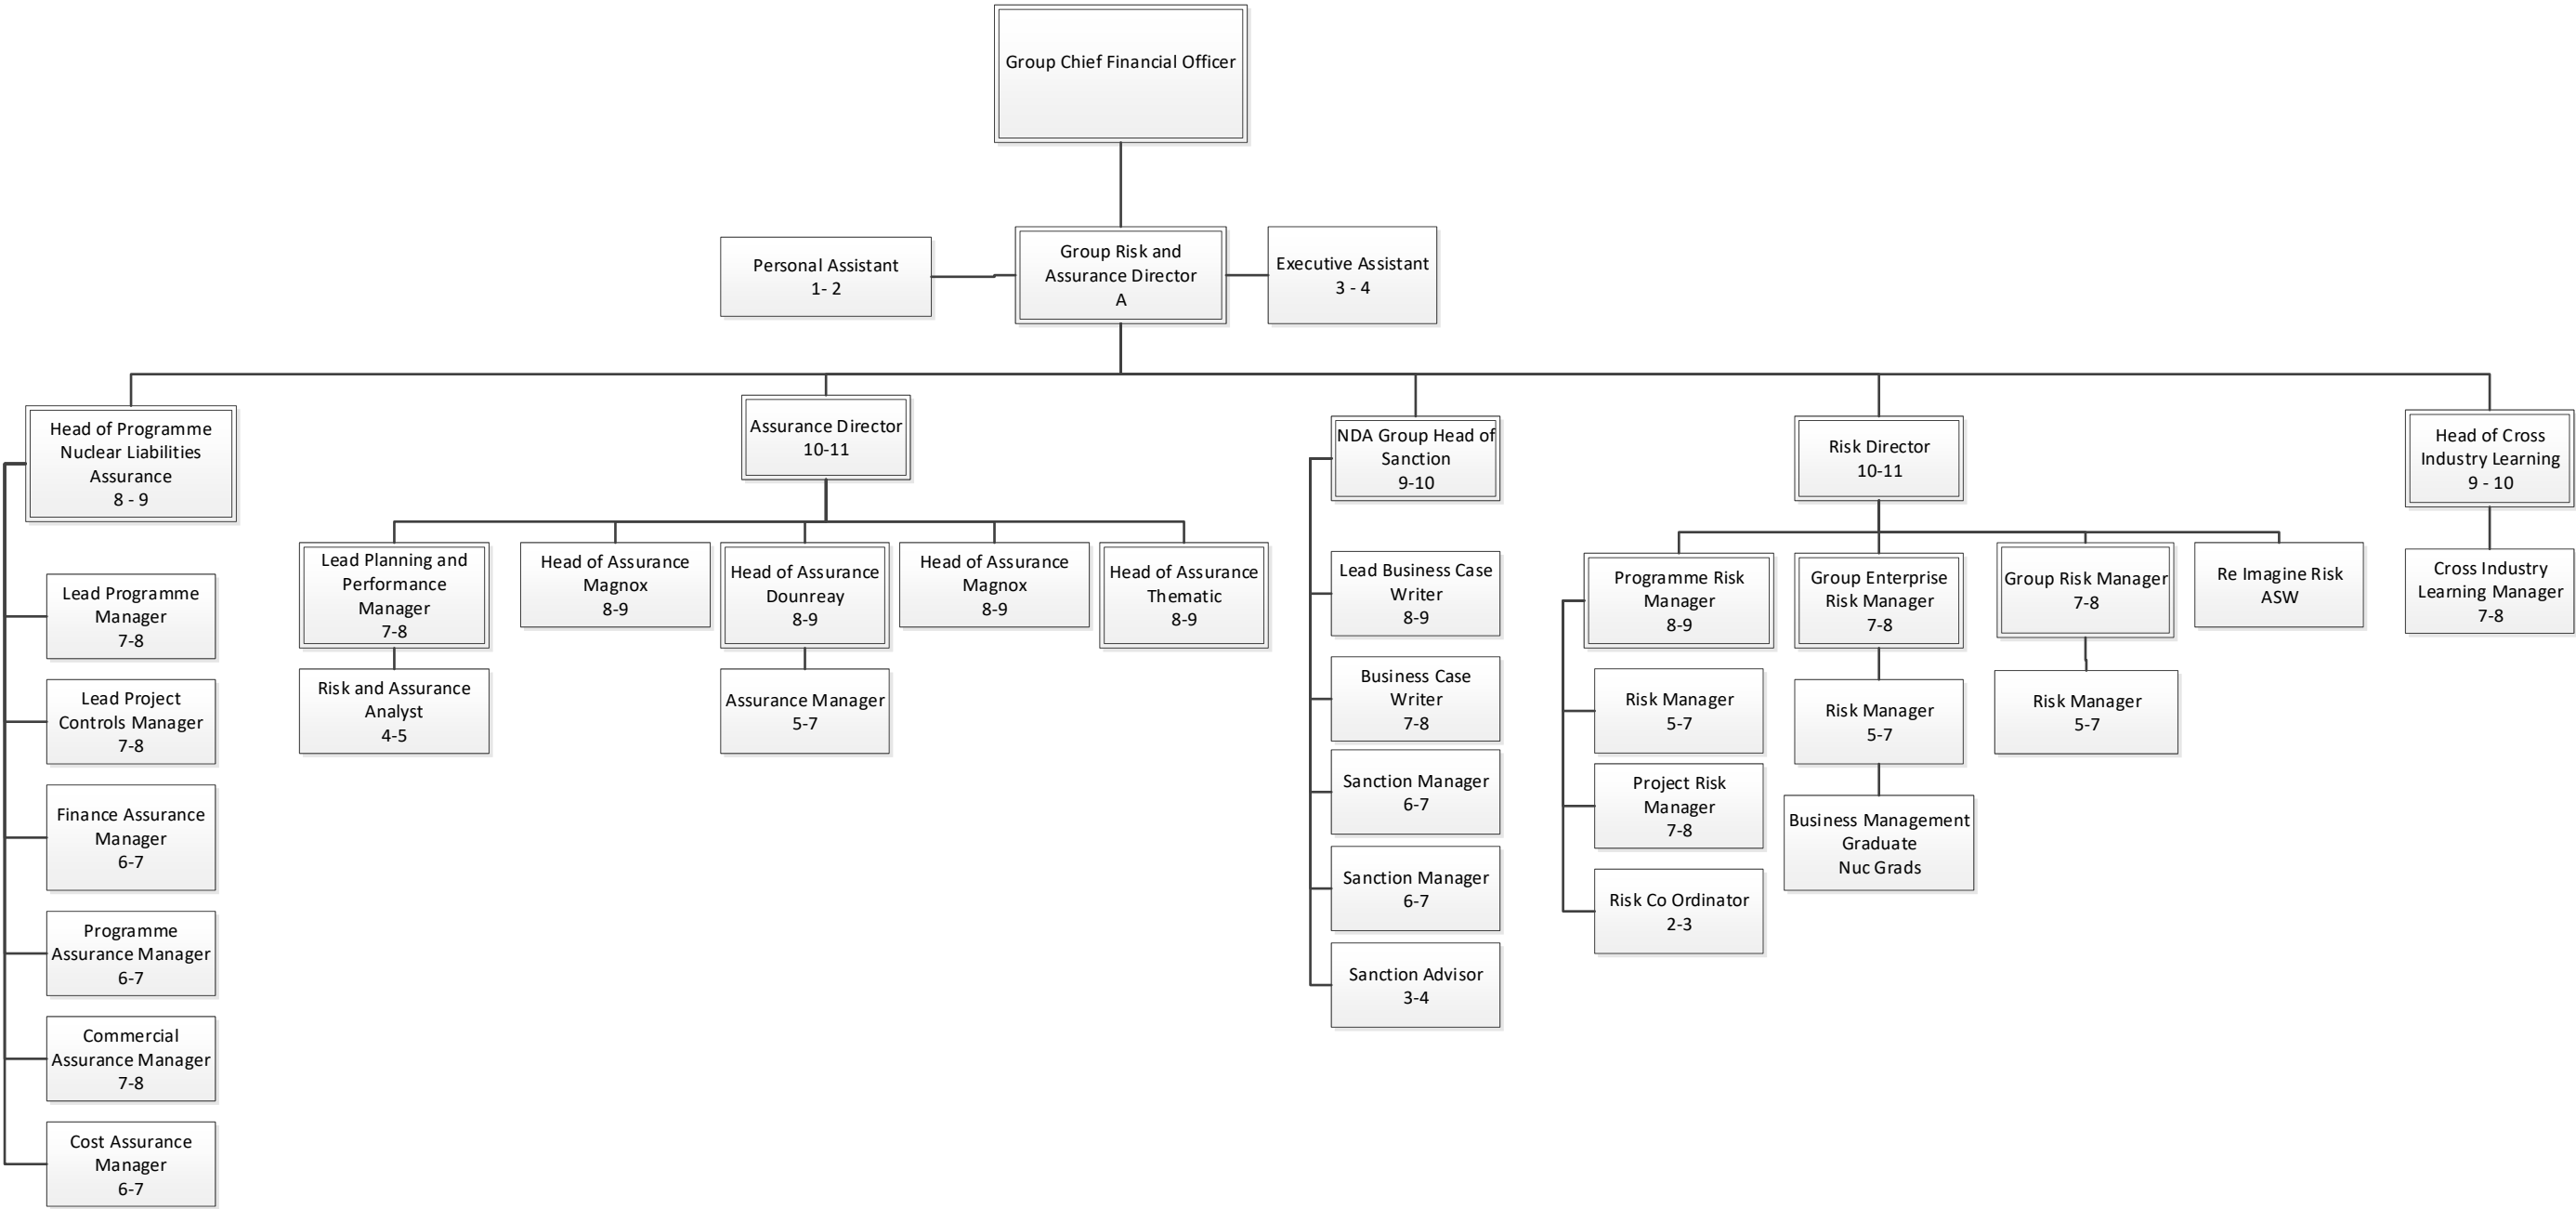 Group Chief Financial Officer
Personal Assistant
1- 2
Group Risk and
Assurance Director
A
Executive Assistant
3 - 4
Head of Programme
Nuclear Liabilities
Assurance
8 - 9
Lead Programme
Manager
7-8
Lead Project
Controls Manager
7-8
Finance Assurance
Manager
6-7
Programme
Assurance Manager
6-7
Commercial
Assurance Manager
7-8
Cost Assurance
Manager
6-7
Assurance Director
10-11
Lead Planning and
Performance
Manager
7-8
Risk and Assurance
Analyst
4-5
Head of Assurance
Magnox
8-9
Head of Assurance
Dounreay
8-9
Assurance Manager
5-7
Head of Assurance
Magnox
8-9
Head of Assurance
Thematic
8-9
NDA Group Head of
Sanction
9-10
Lead Business Case
Writer
8-9
Business Case
Writer
7-8
Sanction Manager
6-7
Sanction Manager
6-7
Sanction Advisor
3-4
Risk Director
10-11
Programme Risk
Manager
8-9
Risk Manager
5-7
Project Risk
Manager
7-8
Risk Co Ordinator
2-3
Group Enterprise
Risk Manager
7-8
Risk Manager
5-7
Business Management
Graduate
Nuc Grads
Group Risk Manager
7-8
Risk Manager
5-7
Re Imagine Risk
ASW
Head of Cross
Industry Learning
9 - 10
Cross Industry
Learning Manager
7-8